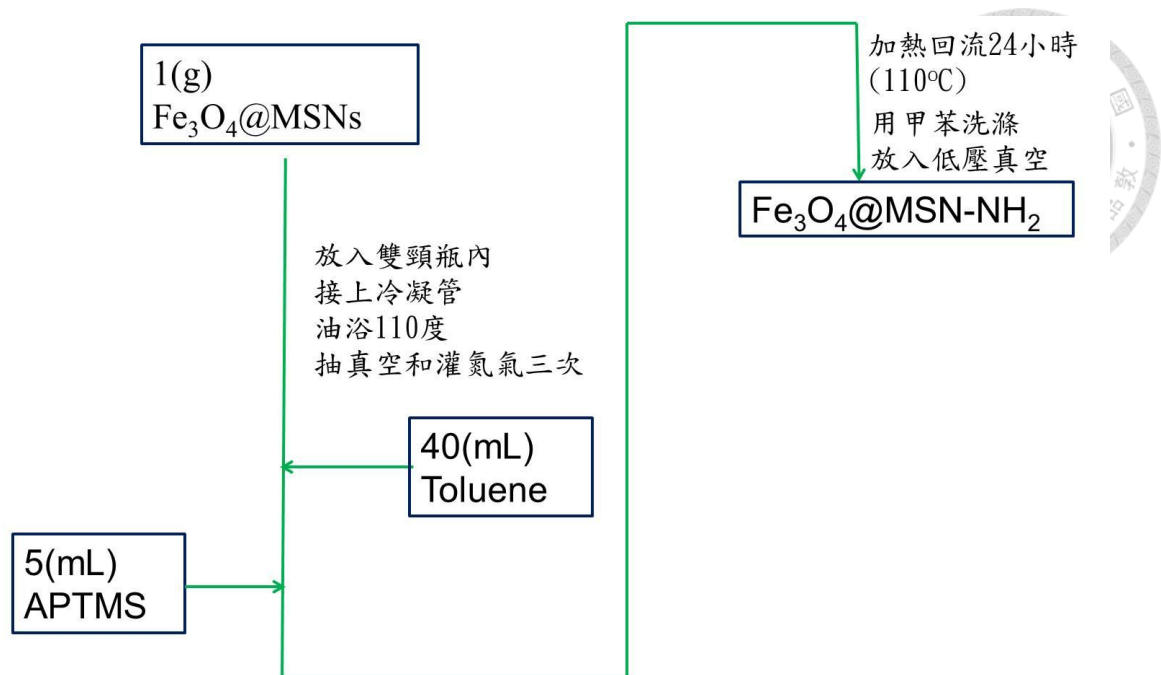 1(g)
Fe₃O₄@MSNs
放入雙頸瓶內
接上冷凝管
油浴110度
抽真空和灌氮氣三次
40(mL)
Toluene
5(mL)
APTMS
加熱回流24小時
(110°C)
用甲苯洗滌
放入低壓真空
Fe₃O₄@MSN-NH₂